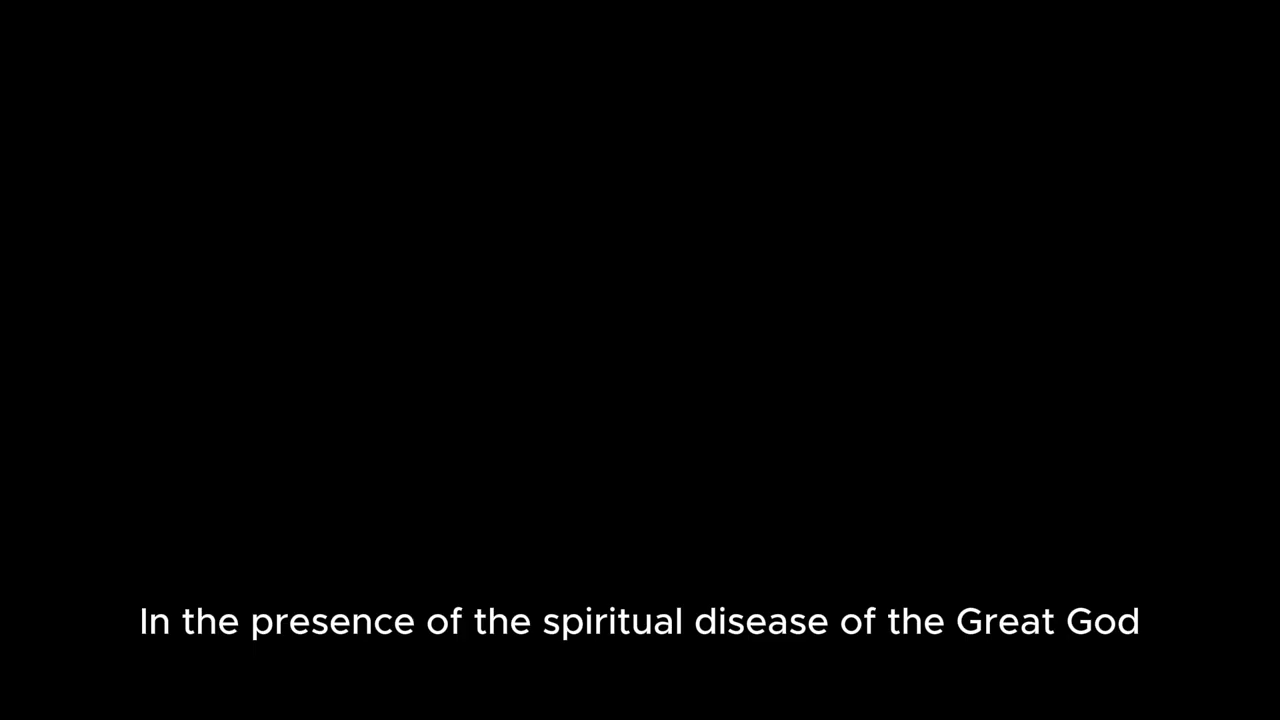 In the presence of the spiritual disease of the Great God